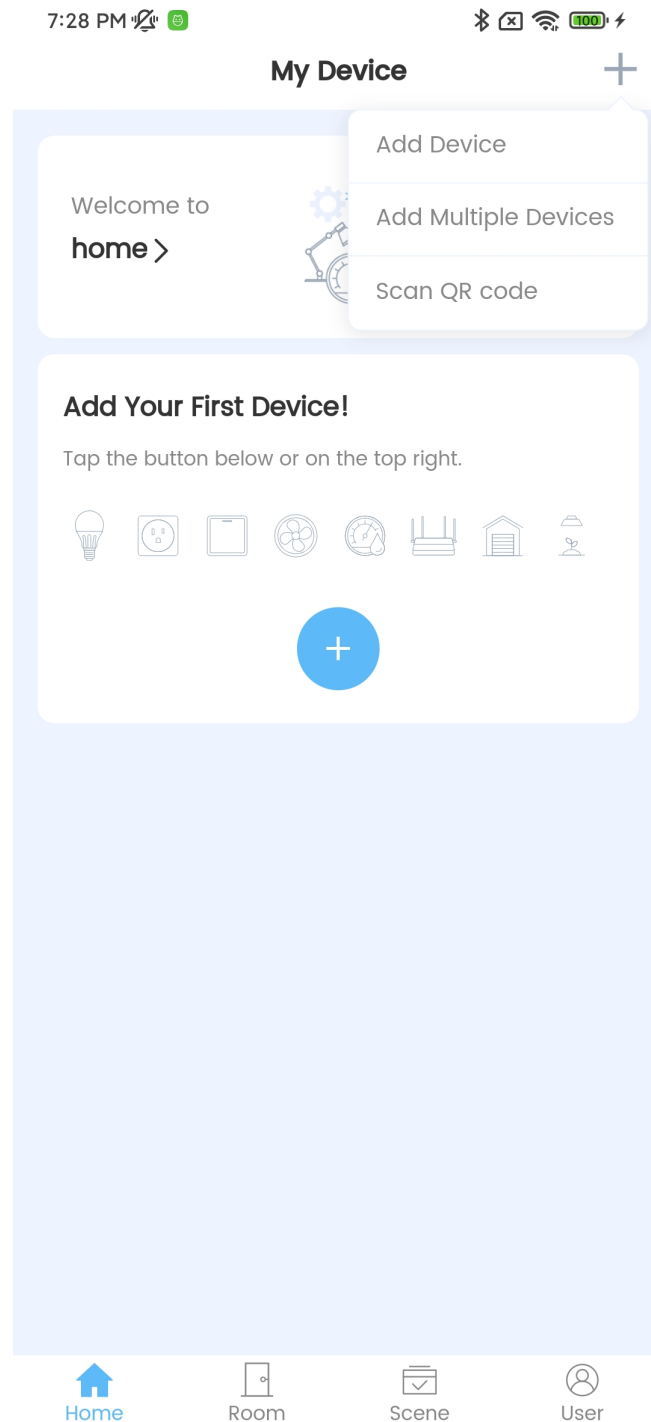 7:28 PM
100
My Device
Add Device
Add Multiple Devices
Scan QR code
Welcome to
home
Add Your First Device!
Tap the button below or on the top right.
Home
Room
Scene
User